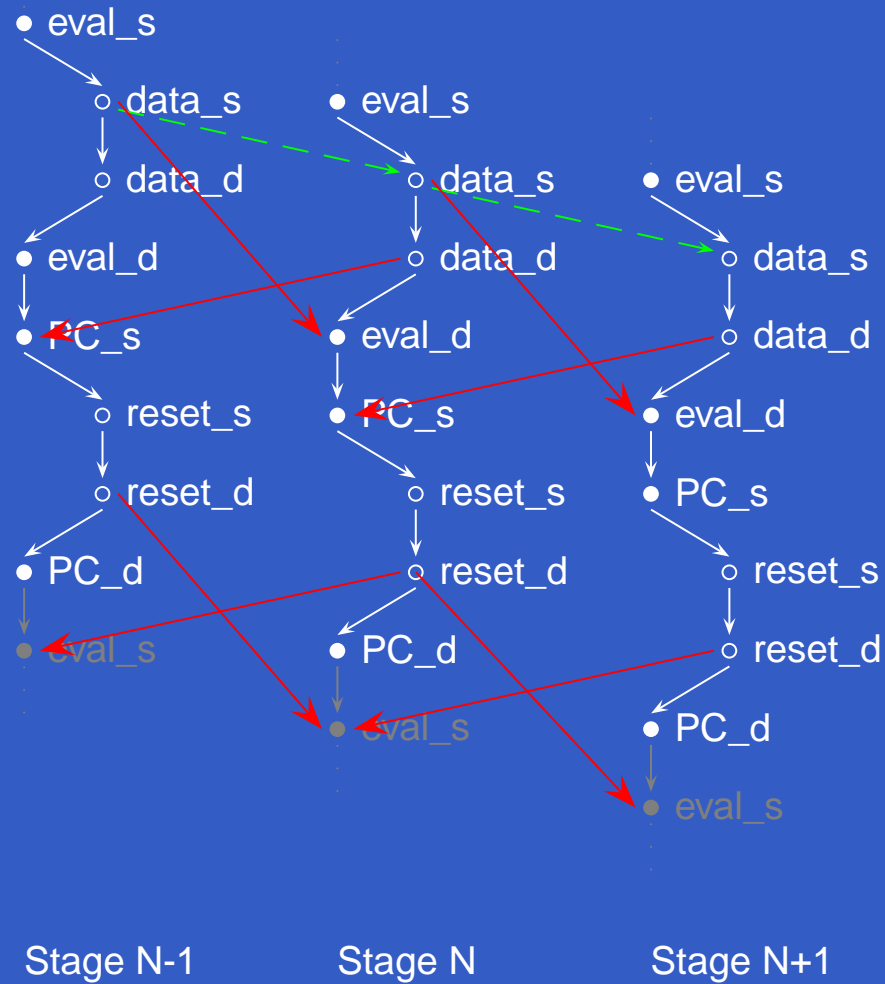 eval_s
data_s
data_d
eval_d
PC_s
reset_s
reset_d
PC_d
eval_s
Stage N-1
eval_s
data_s
data_d
eval_d
PC_s
reset_s
reset_d
PC_d
eval_s
Stage N
eval_s
data_s
data_d
eval_d
PC_s
reset_s
reset_d
PC_d
eval_s
Stage N+1